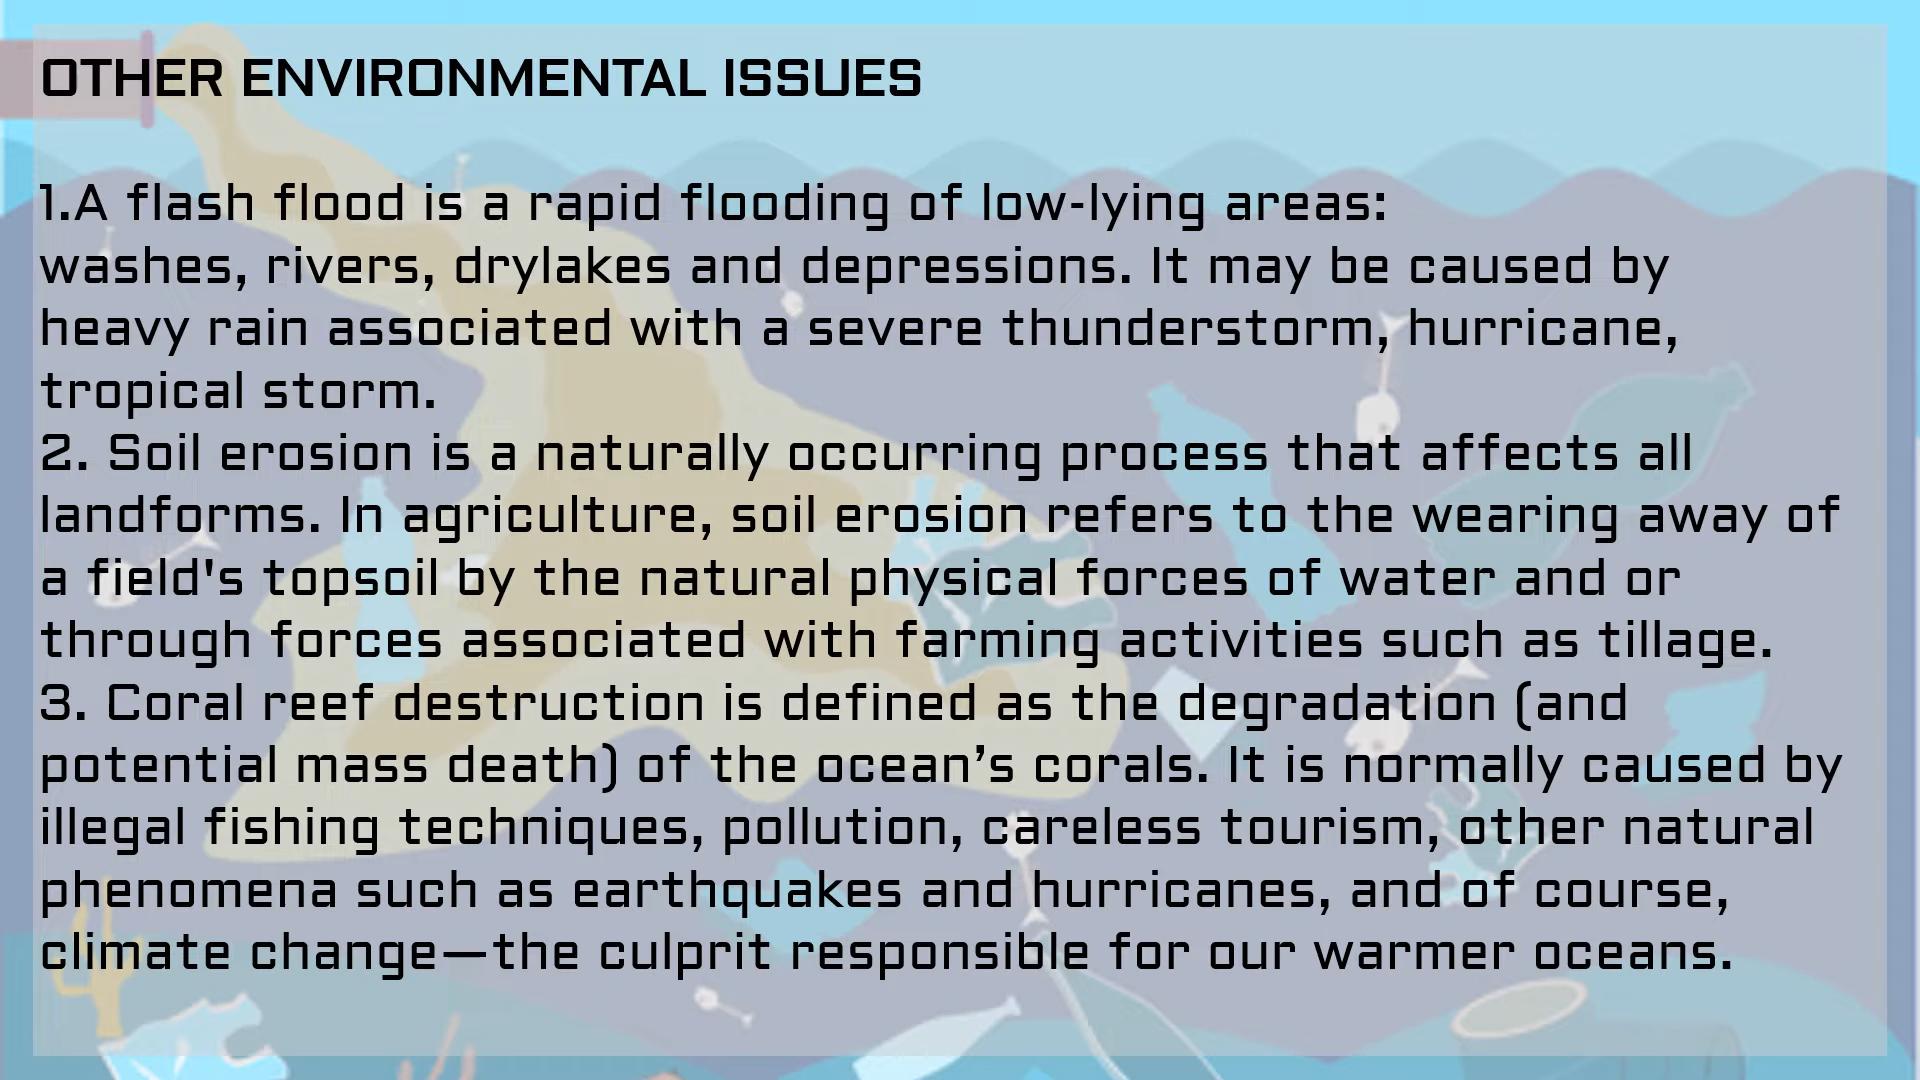 OTHER ENVIRONMENTAL ISSUES
1.A flash flood is a rapid flooding of low-lying areas:
washes, rivers, drylakes and depressions. It may be caused by
heavy rain associated with a severe thunderstorm, hurricane,
tropical storm.
2. Soil erosion is a naturally occurring process that affects all
landforms. In agriculture, soil erosion refers to the wearing away of
a field's topsoil by the natural physical forces of water and or
through forces associated with farming activities such as tillage.
3. Coral reef destruction is defined as the degradation (and
potential mass death) of the ocean’s corals. It is normally caused by
illegal fishing techniques, pollution, careless tourism, other natural
phenomena such as earthquakes and hurricanes, and of course,
climate change—the culprit responsible for our warmer oceans.